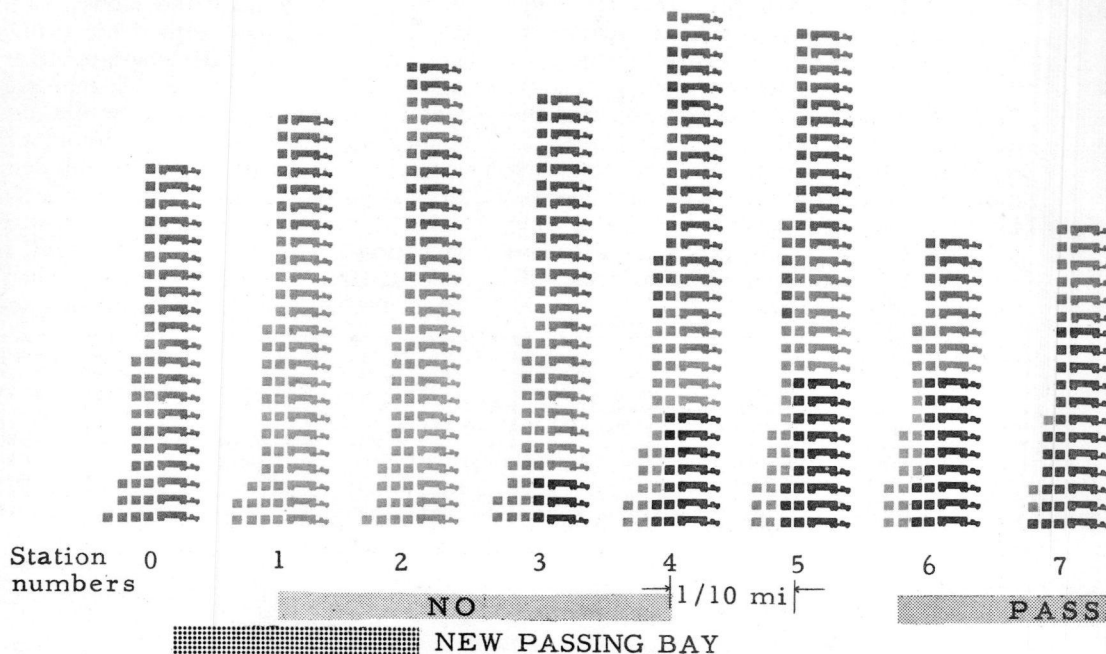 Station numbers 0 1 2 3 4 5 6 7
1/10 mi
NO
PASS
NEW PASSING BAY